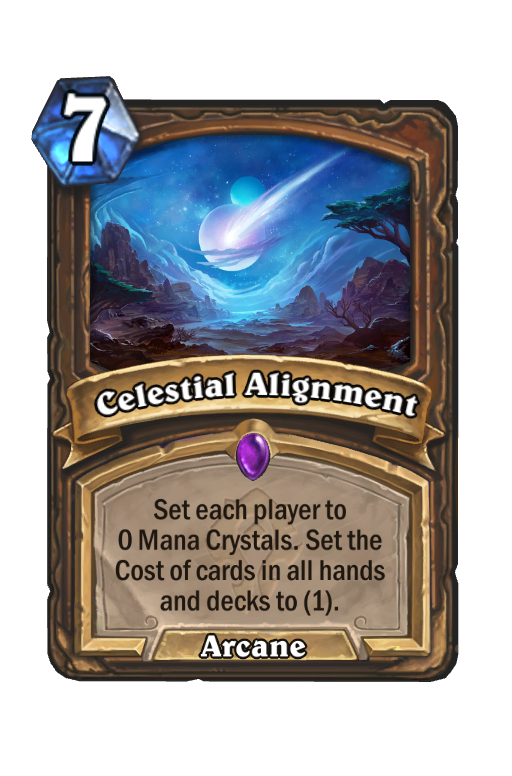 7
Celestial Alignment
Set each player to
0 Mana Crystals. Set the
Cost of cards in all hands
and decks to (1).
Arcane